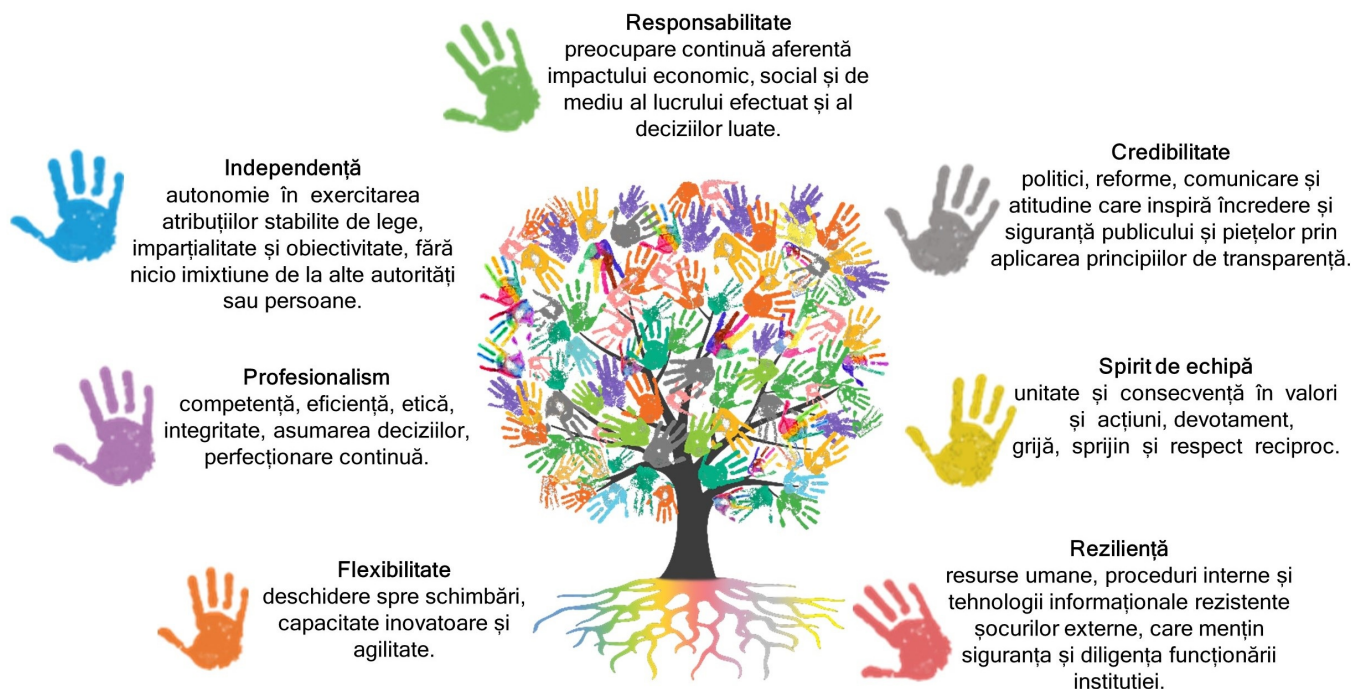 Responsabilitate
preocupare continuă aferentă
impactului economic, social și de
mediu al lucrului efectuat și al
deciziilor luate.
Independență
autonomie în exercitarea
atribuțiilor stabilite de lege,
imparțialitate și obiectivitate, fără
nicio imixtiune de la alte autorități
sau persoane.
Credibilitate
politici, reforme, comunicare și
atitudine care inspiră încredere și
siguranță publicului și piețelor prin
aplicarea principiilor de transparență.
Profesionalism
competență, eficiență, etică,
integritate, asumarea deciziilor,
perfecționare continuă.
Spirit de echipă
unitate și consecvență în valori
și acțiuni, devotament,
grijă, sprijin și respect reciproc.
Flexibilitate
deschidere spre schimbări,
capacitate inovatoare și
agilitate.
Reziliență
resurse umane, proceduri interne și
tehnologii informaționale rezistente
șocurilor externe, care mențin
siguranța și diligența funcționării
instituției.